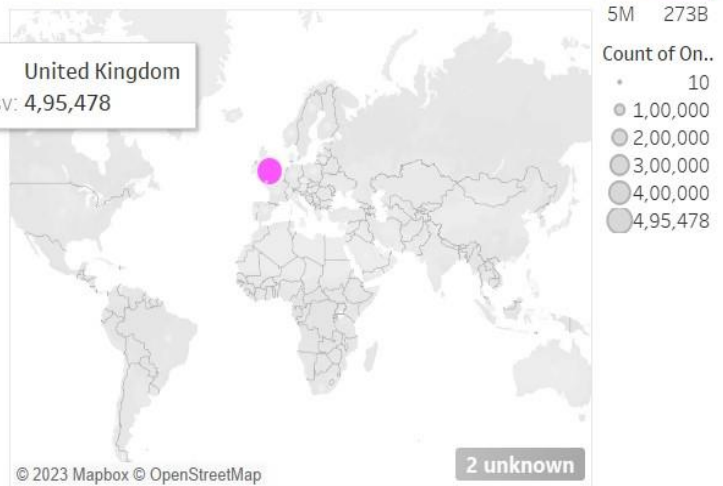 United Kingdom
sv: 4,95,478
© 2023 Mapbox © OpenStreetMap
2 unknown
5M 273B
Count of On..
10
1,00,000
2,00,000
3,00,000
4,00,000
4,95,478